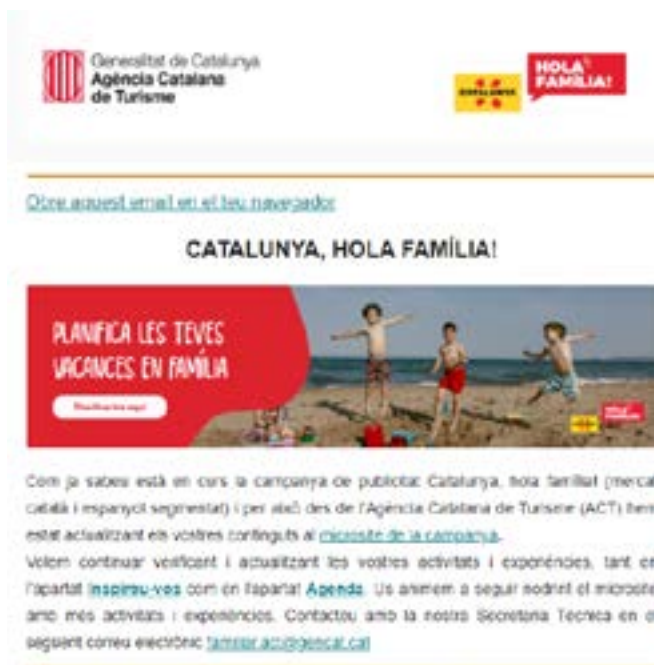 Generalitat de Catalunya
Agència Catalana
de Turisme
CATALUNYA
HOLA
FAMÍLIA!
Obre aquest email en el teu navegador
CATALUNYA, HOLA FAMÍLIA!
PLANIFICA LES TEVES
VACANCES EN FAMÍLIA
Com ja sabeu està en curs la campanya de publicitat Catalunya, hola família! (mercat
català i espanyol segmentat) i per això des de l'Agència Catalana de Turisme (ACT) hem
estat actualitzant els vostres continguts al microsite de la campanya.
Volem continuar verificant i actualitzant les vostres activitats i experiències, tant en
l'apartat Inspireu-vos com en l'apartat Agenda. Us animem a seguir nodrint el microsite
amb més activitats i experiències. Contacteu amb la nostra Secretaria Tècnica en el
següent correu electrònic familiar.act@gencat.cat